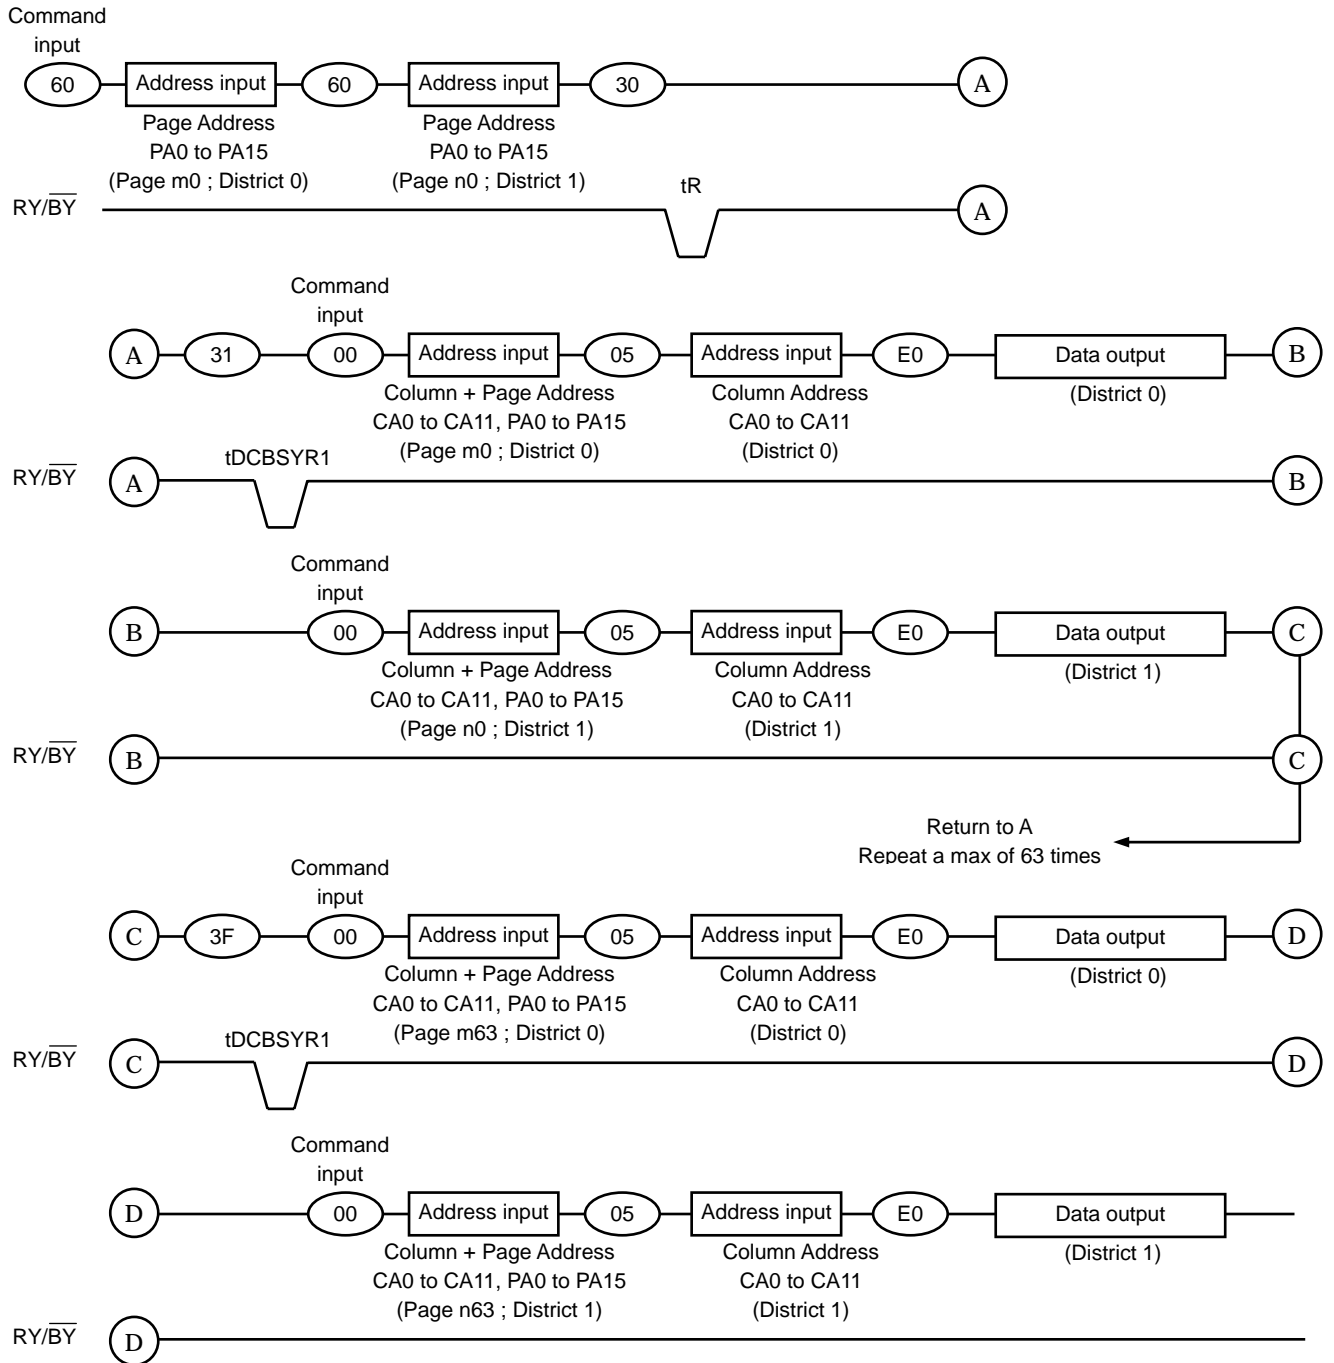 Command
input
60 Address input 60 Address input 30 A
Page Address Page Address
PA0 to PA15 PA0 to PA15
(Page m0 ; District 0) (Page n0 ; District 1)
tR
RY/BY A
Command
input
A 31 00 Address input 05 Address input E0 Data output B
Column + Page Address Column Address (District 0)
CA0 to CA11, PA0 to PA15 CA0 to CA11
(Page m0 ; District 0) (District 0)
tDCBSYR1
RY/BY A B
Command
input
B 00 Address input 05 Address input E0 Data output C
Column + Page Address Column Address (District 1)
CA0 to CA11, PA0 to PA15 CA0 to CA11
(Page n0 ; District 1) (District 1)
RY/BY B C
Return to A
Repeat a max of 63 times
Command
input
C 3F 00 Address input 05 Address input E0 Data output D
Column + Page Address Column Address (District 0)
CA0 to CA11, PA0 to PA15 CA0 to CA11
(Page m63 ; District 0) (District 0)
tDCBSYR1
RY/BY C D
Command
input
D 00 Address input 05 Address input E0 Data output
Column + Page Address Column Address (District 1)
CA0 to CA11, PA0 to PA15 CA0 to CA11
(Page n63 ; District 1) (District 1)
RY/BY D